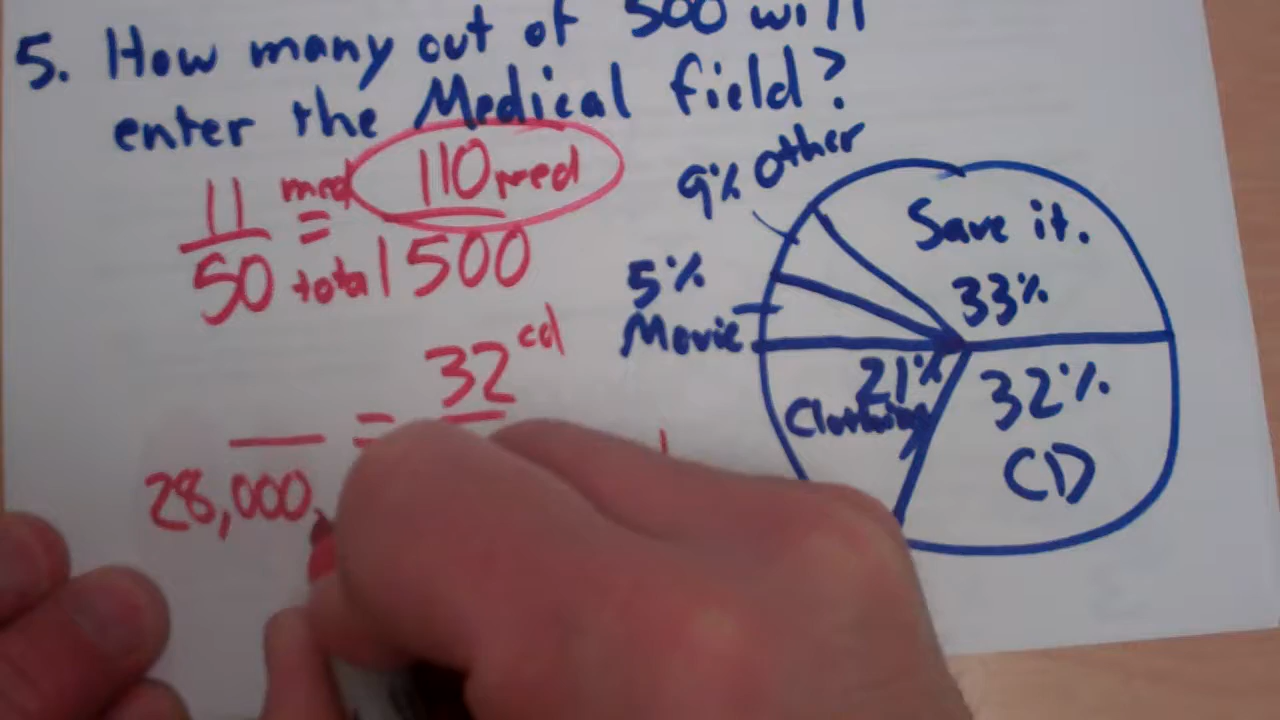 5. How many out of 500 will
enter the Medical field?
11 med 110 med
=
50 total 500
32 cd
=
28,000
9% Other
5%
Movie
Save it.
33%
21%
Clothing
32%
CD